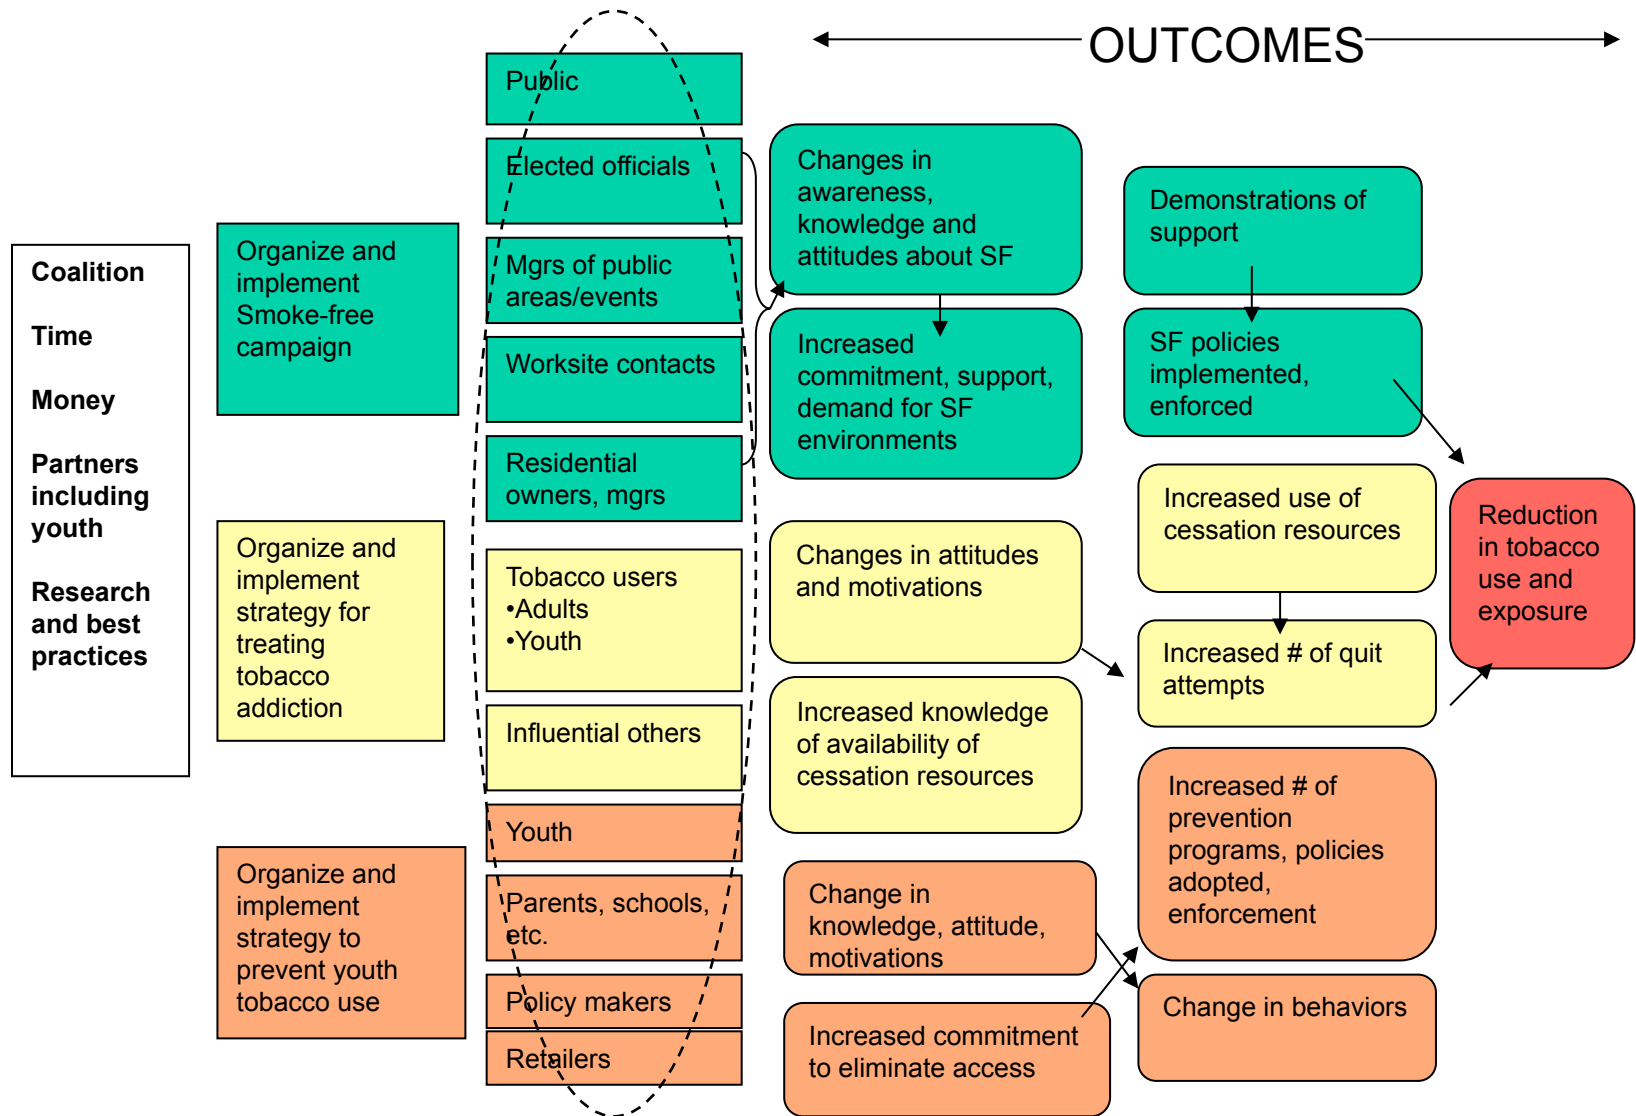 OUTCOMES
Coalition
Time
Money
Partners
including
youth
Research
and best
practices
Organize and
implement
Smoke-free
campaign
Organize and
implement
strategy for
treating
tobacco
addiction
Organize and
implement
strategy to
prevent youth
tobacco use
Public
Elected officials
Mgrs of public
areas/events
Worksite contacts
Residential
owners, mgrs
Tobacco users
•Adults
•Youth
Influential others
Youth
Parents, schools,
etc.
Policy makers
Retailers
Changes in
awareness,
knowledge and
attitudes about SF
Increased
commitment, support,
demand for SF
environments
Changes in attitudes
and motivations
Increased knowledge
of availability of
cessation resources
Change in
knowledge, attitude,
motivations
Increased commitment
to eliminate access
Demonstrations of
support
SF policies
implemented,
enforced
Increased use of
cessation resources
Increased # of quit
attempts
Increased # of
prevention
programs, policies
adopted,
enforcement
Change in behaviors
Reduction
in tobacco
use and
exposure